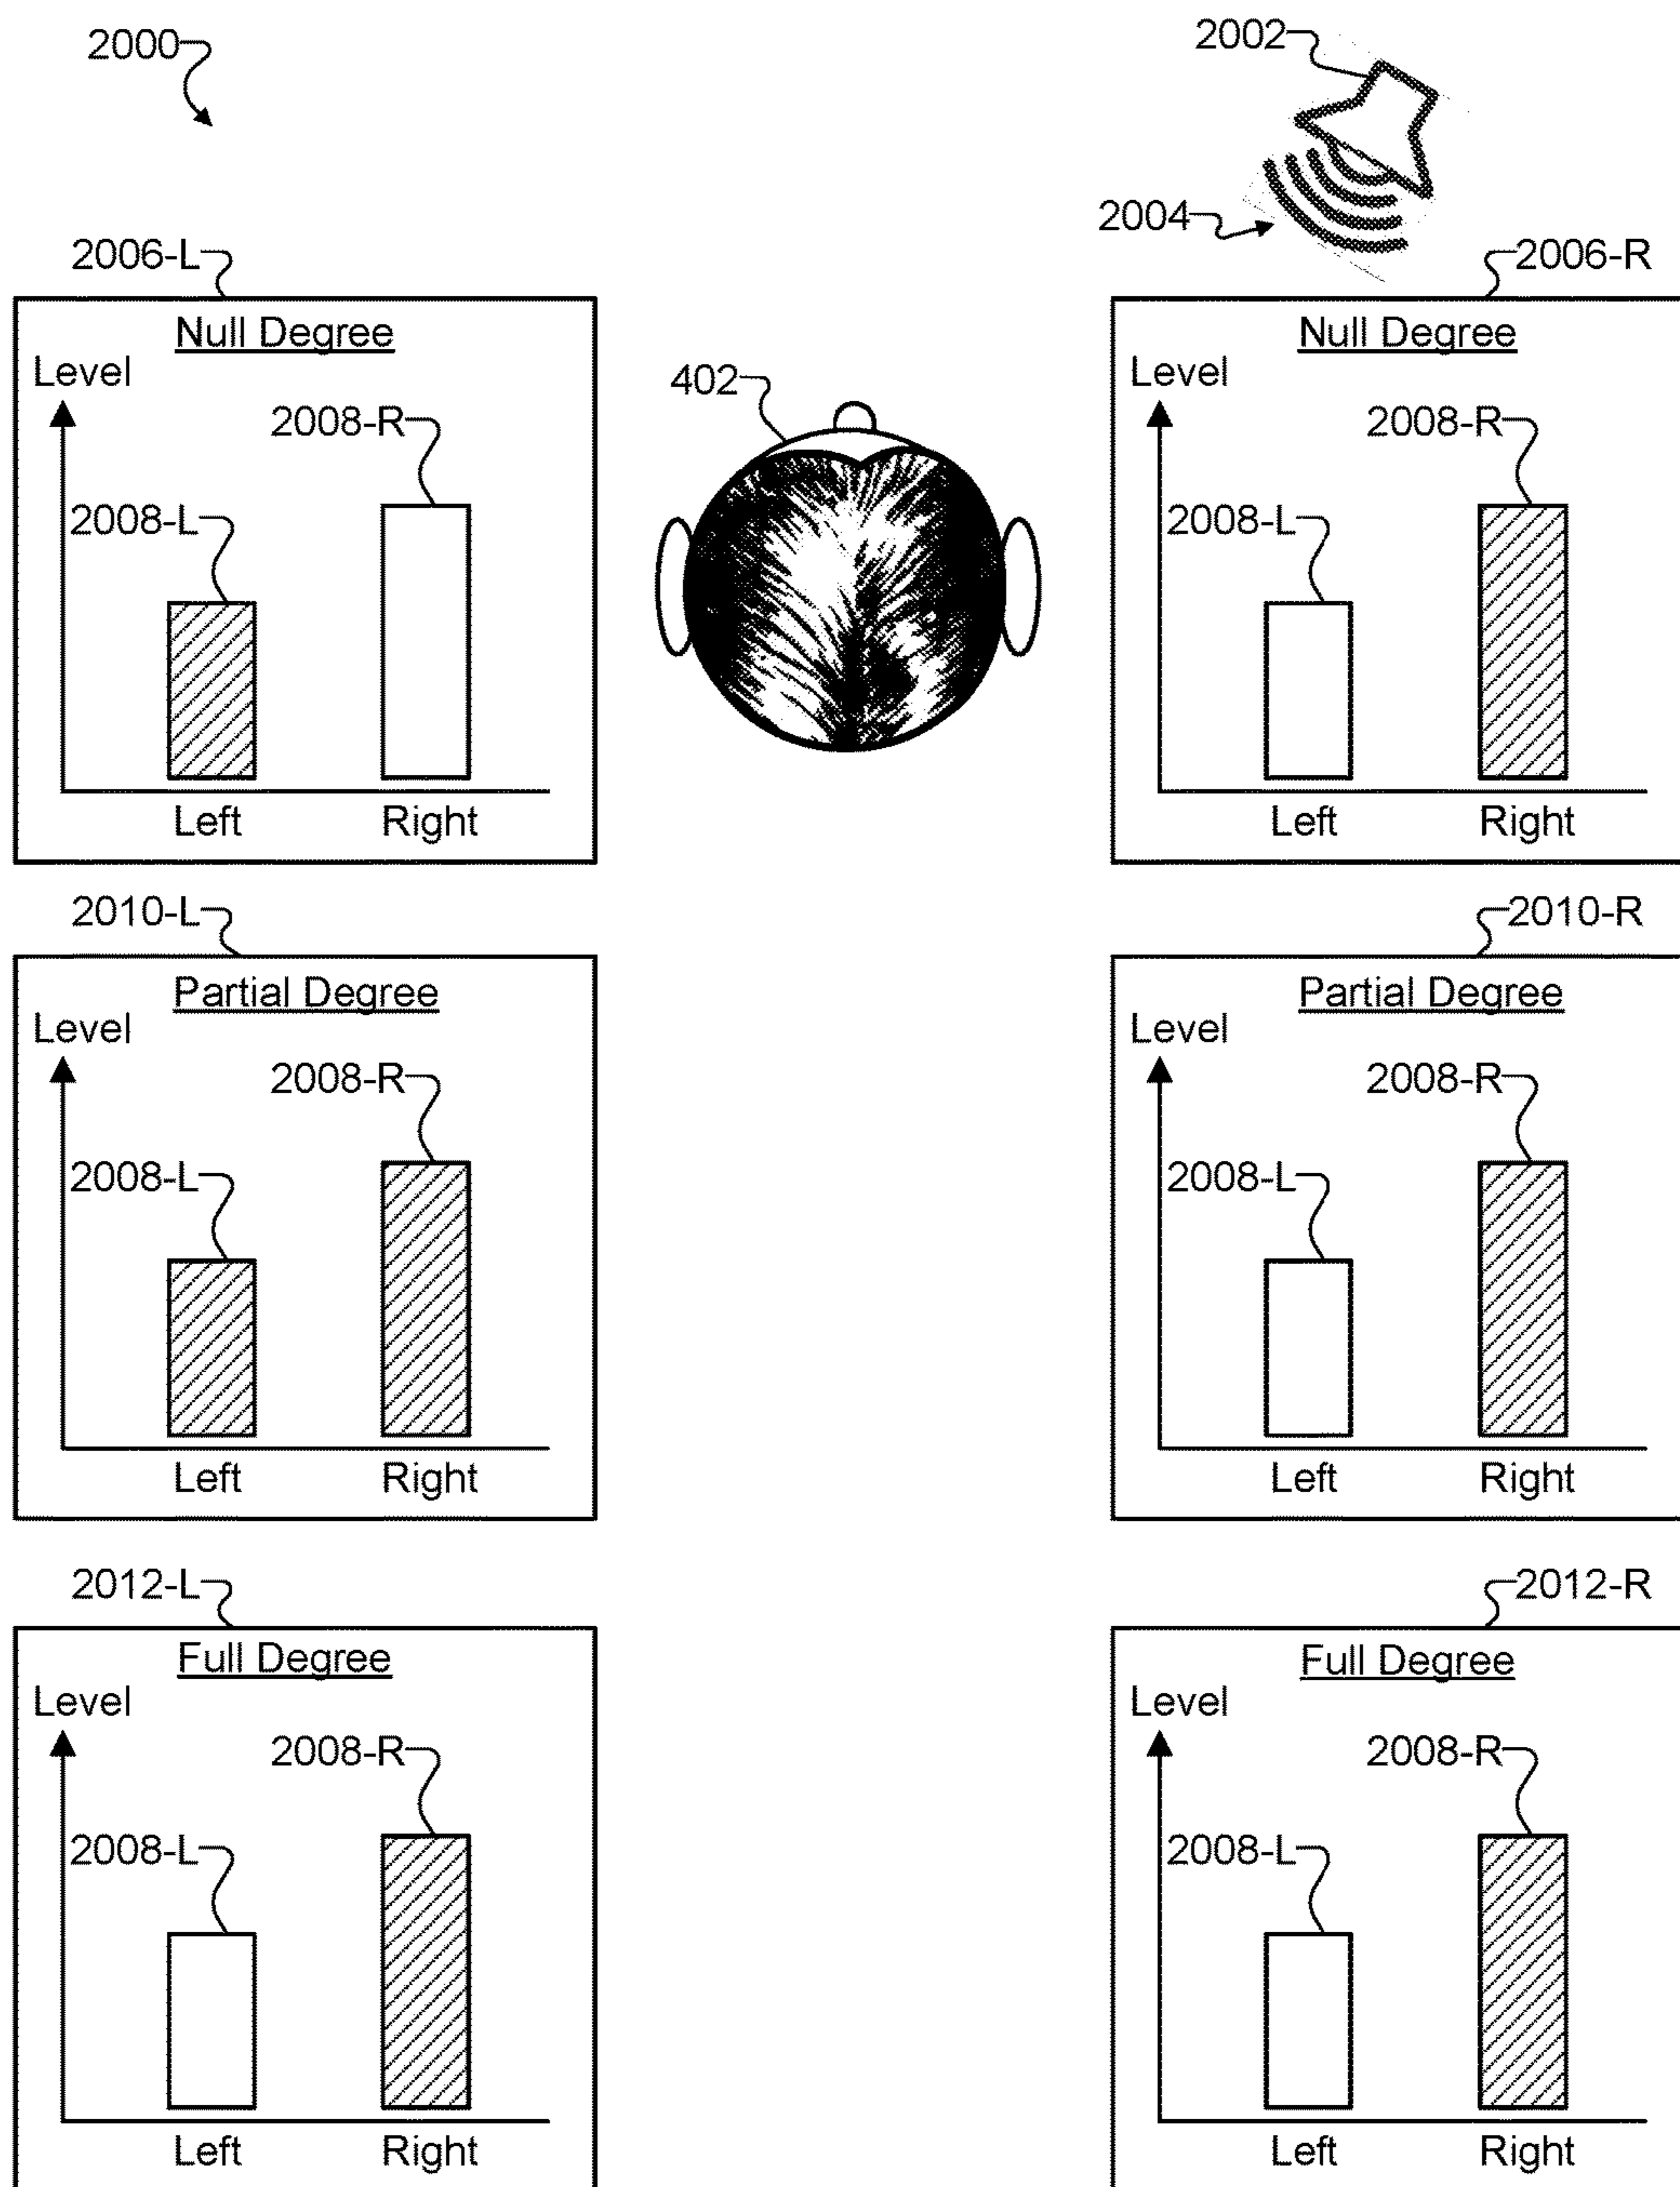 2000
2002
2004
2006-L
2006-R
Null Degree
Level
2008-R
2008-L
Left Right
402
Null Degree
Level
2008-R
2008-L
Left Right
2010-L
2010-R
Partial Degree
Level
2008-R
2008-L
Left Right
Partial Degree
Level
2008-R
2008-L
Left Right
2012-L
2012-R
Full Degree
Level
2008-R
2008-L
Left Right
Full Degree
Level
2008-R
2008-L
Left Right